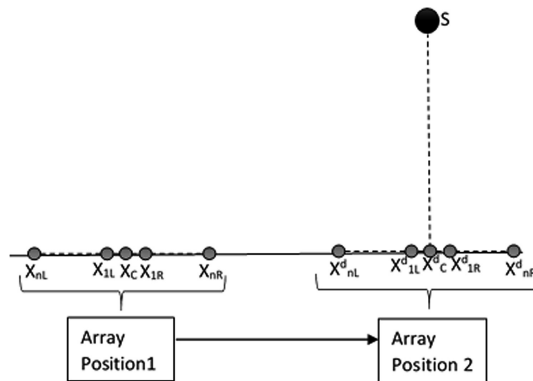 S
XnL X1L XC X1R XnR
XdnL Xd1L XdC Xd1R XdnR
Array
Position1
Array
Position 2